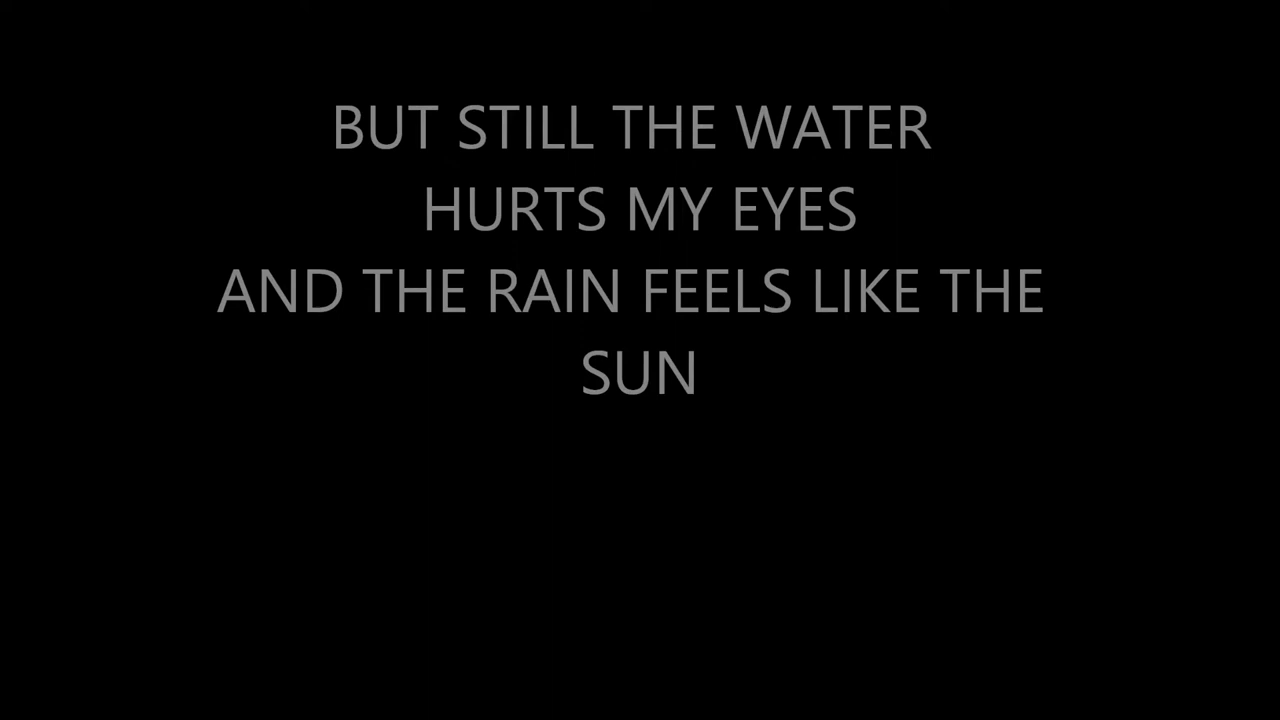 BUT STILL THE WATER
HURTS MY EYES
AND THE RAIN FEELS LIKE THE
SUN